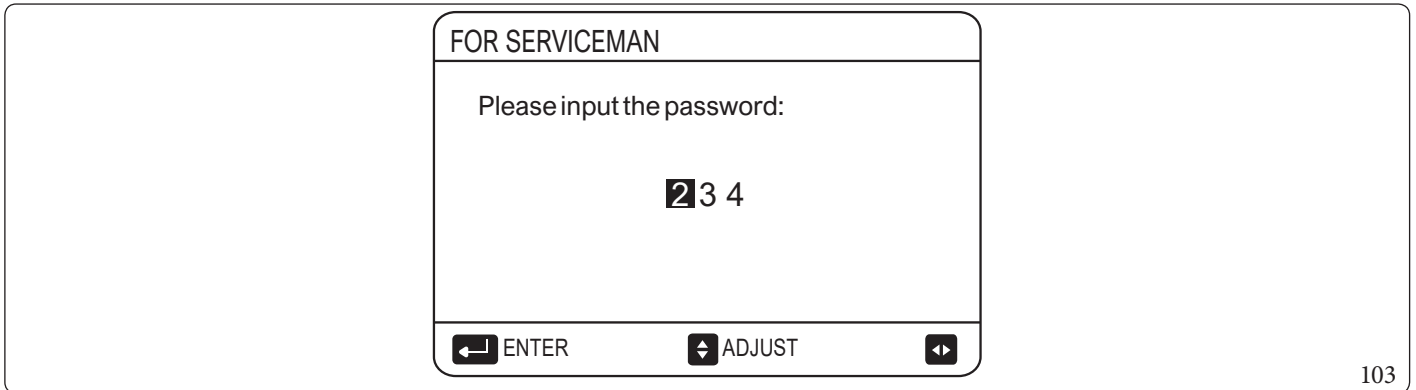 FOR SERVICEMAN
Please input the password:
2 3 4
ENTER ADJUST
103